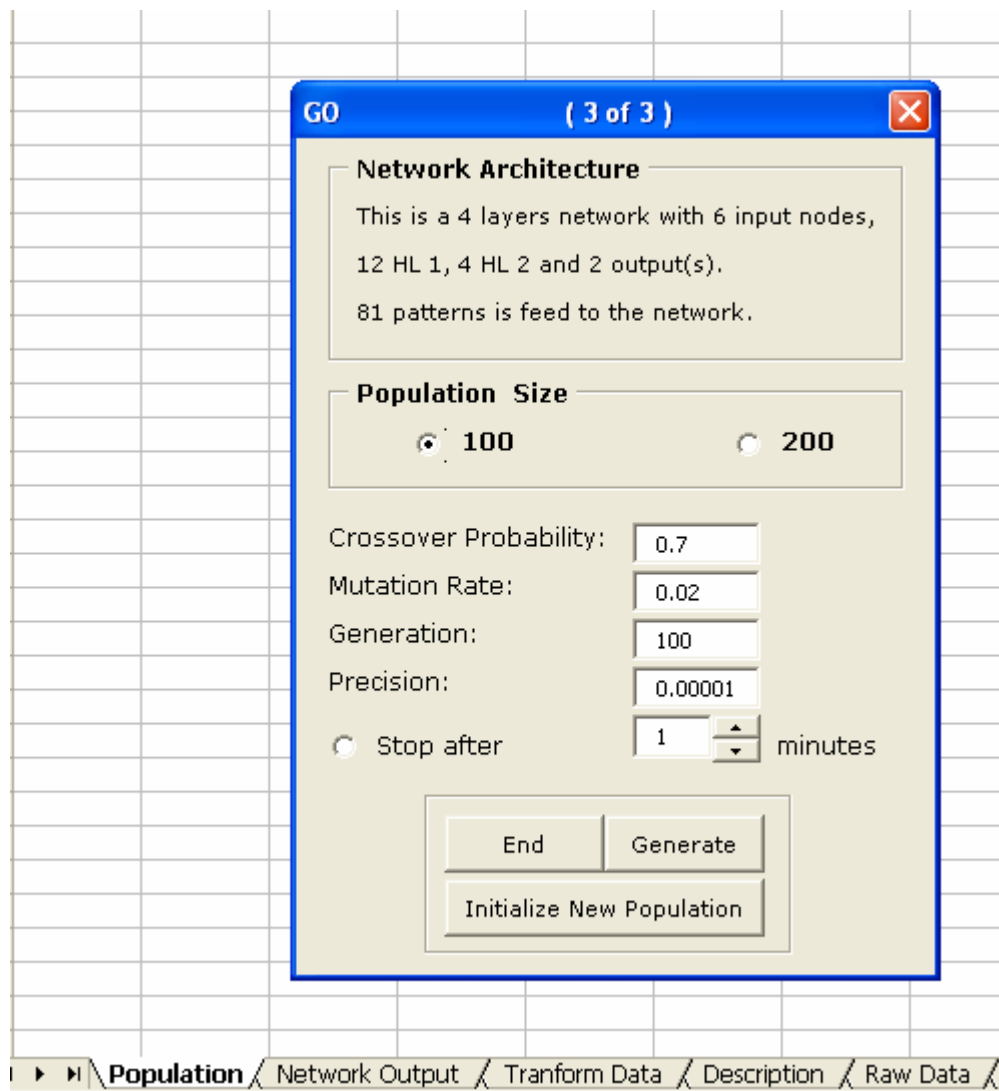 GO ( 3 of 3 )
Network Architecture
This is a 4 layers network with 6 input nodes,
12 HL 1, 4 HL 2 and 2 output(s).
81 patterns is feed to the network.
Population Size
100 200
Crossover Probability: 0.7
Mutation Rate: 0.02
Generation: 100
Precision: 0.00001
Stop after 1 minutes
End Generate
Initialize New Population
Population Network Output Tranform Data Description Raw Data